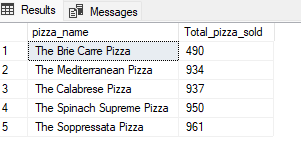 Results Messages
pizza_name Total_pizza_sold
1 The Brie Carre Pizza 490
2 The Mediterranean Pizza 934
3 The Calabrese Pizza 937
4 The Spinach Supreme Pizza 950
5 The Soppressata Pizza 961